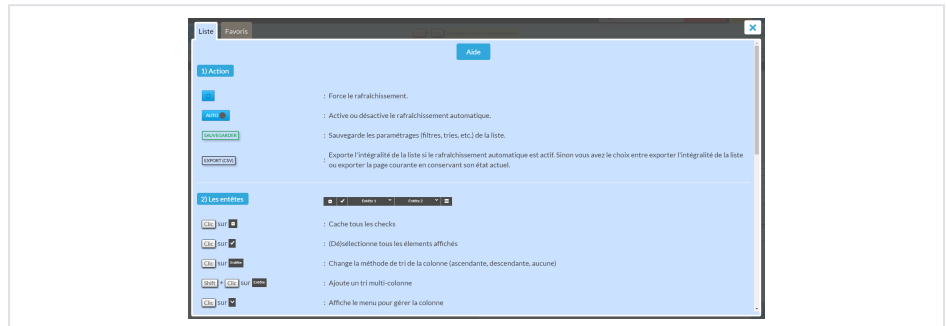 Liste Favoris
Aide
1) Action
: Force le rafraîchissement.
AUTO : Active ou désactive le rafraîchissement automatique.
SAUVEGARDER : Sauvegarde les paramétrages (filtres, tries, etc.) de la liste.
EXPORT (CSV) : Exporte l'intégralité de la liste si le rafraîchissement automatique est actif. Sinon vous avez le choix entre exporter l'intégralité de la liste
ou exporter la page courante en conservant son état actuel.
2) Les entêtes
Entête 1 Entête 2
Clic sur : Cache tous les checks
Clic sur : (Dé)sélectionne tous les élements affichés
Clic sur Entête : Change la méthode de tri de la colonne (ascendante, descendante, aucune)
Shift + Clic sur Entête : Ajoute un tri multi-colonne
Clic sur : Affiche le menu pour gérer la colonne